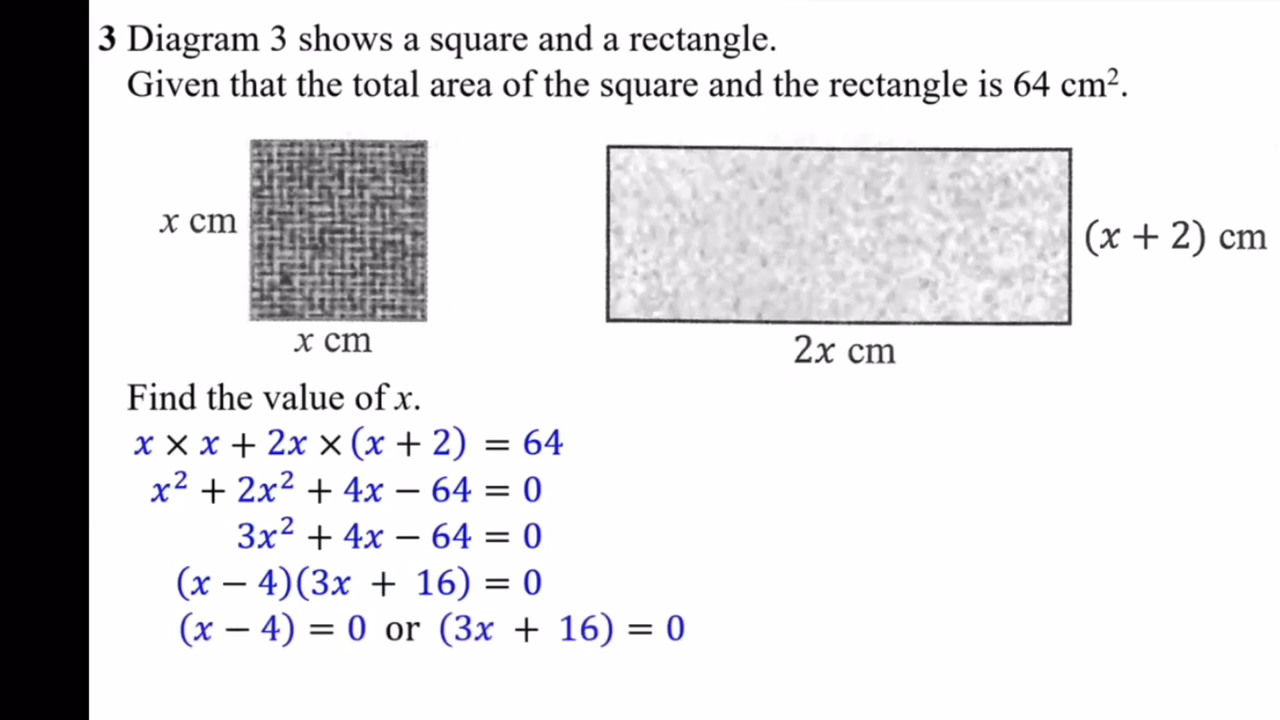 3 Diagram 3 shows a square and a rectangle.
Given that the total area of the square and the rectangle is 64 cm².
x cm
(x + 2) cm
x cm
2x cm
Find the value of x.
x × x + 2x × (x + 2) = 64
x² + 2x² + 4x − 64 = 0
3x² + 4x − 64 = 0
(x − 4)(3x + 16) = 0
(x − 4) = 0 or (3x + 16) = 0